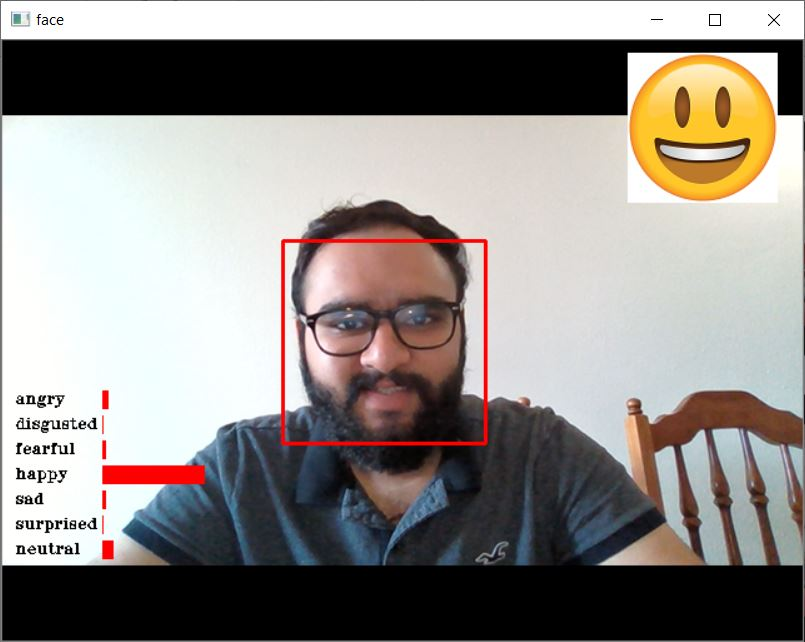 face
angry
disgusted
fearful
happy
sad
surprised
neutral